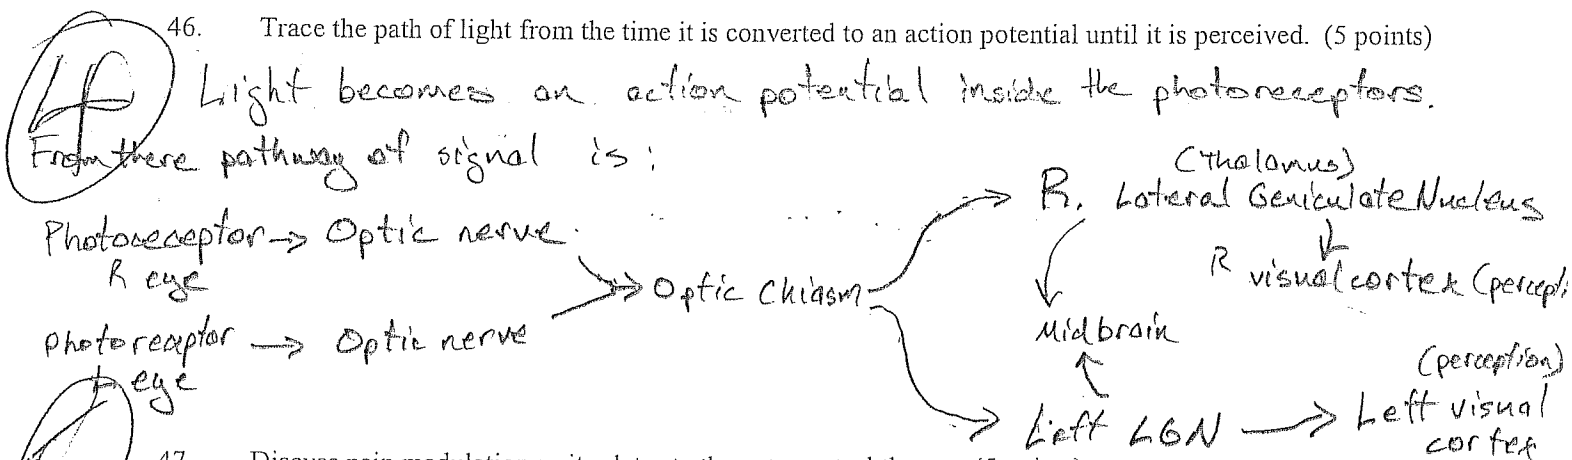 46. Trace the path of light from the time it is converted to an action potential until it is perceived. (5 points)
4
Light becomes an action potential inside the photoreceptors.
From there pathway of signal is:
Photoreceptor → Optic nerve
R eye
Photoreceptor → Optic nerve
L eye
→ Optic Chiasm
(Thalamus)
→ R. Lateral Geniculate Nucleus
R visual cortex (percept
Midbrain
→ Left LGN → Left visual
cortex
(perception)
47.